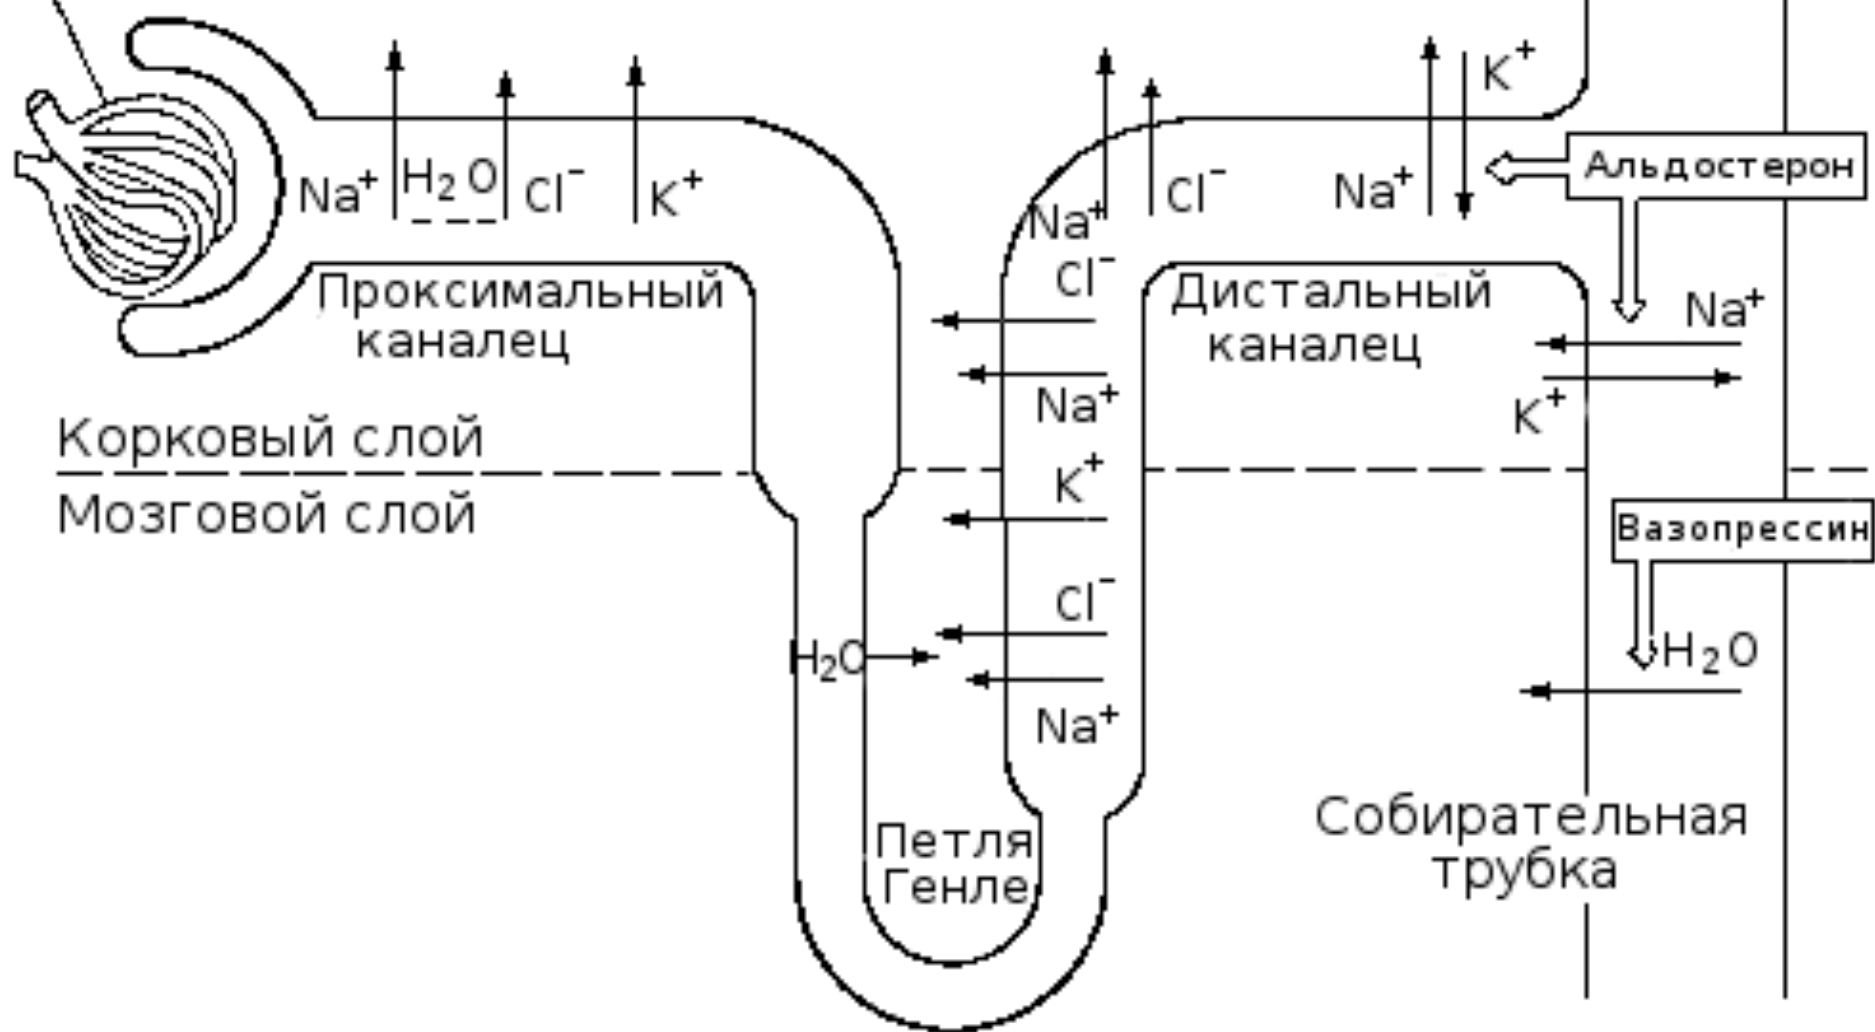 Na⁺ H₂O Cl⁻ K⁺
Проксимальный
каналец
Корковый слой
Мозговой слой
H₂O
Петля
Генле
Na⁺
Cl⁻
Cl⁻
Na⁺
K⁺
Cl⁻
Na⁺
Дистальный
каналец
Na⁺
K⁺
Альдостерон
Na⁺
K⁺
Вазопрессин
H₂O
Собирательная
трубка